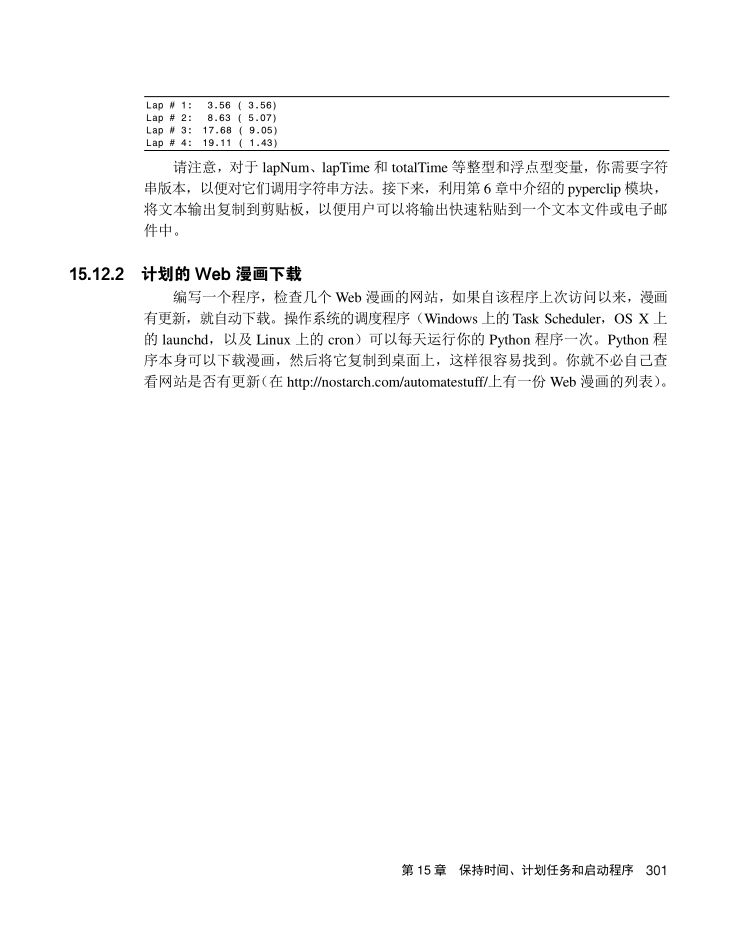 Lap # 1:  3.56 ( 3.56)
Lap # 2:  8.63 ( 5.07)
Lap # 3: 17.68 ( 9.05)
Lap # 4: 19.11 ( 1.43)
请注意，对于 lapNum、lapTime 和 totalTime 等整型和浮点型变量，你需要字符
串版本，以便对它们调用字符串方法。接下来，利用第 6 章中介绍的 pyperclip 模块，
将文本输出复制到剪贴板，以便用户可以将输出快速粘贴到一个文本文件或电子邮
件中。
15.12.2 计划的 Web 漫画下载
编写一个程序，检查几个 Web 漫画的网站，如果自该程序上次访问以来，漫画
有更新，就自动下载。操作系统的调度程序（Windows 上的 Task Scheduler，OS X 上
的 launchd，以及 Linux 上的 cron）可以每天运行你的 Python 程序一次。Python 程
序本身可以下载漫画，然后将它复制到桌面上，这样很容易找到。你就不必自己查
看网站是否有更新（在 http://nostarch.com/automatestuff/上有一份 Web 漫画的列表）。
第 15 章 保持时间、计划任务和启动程序 301